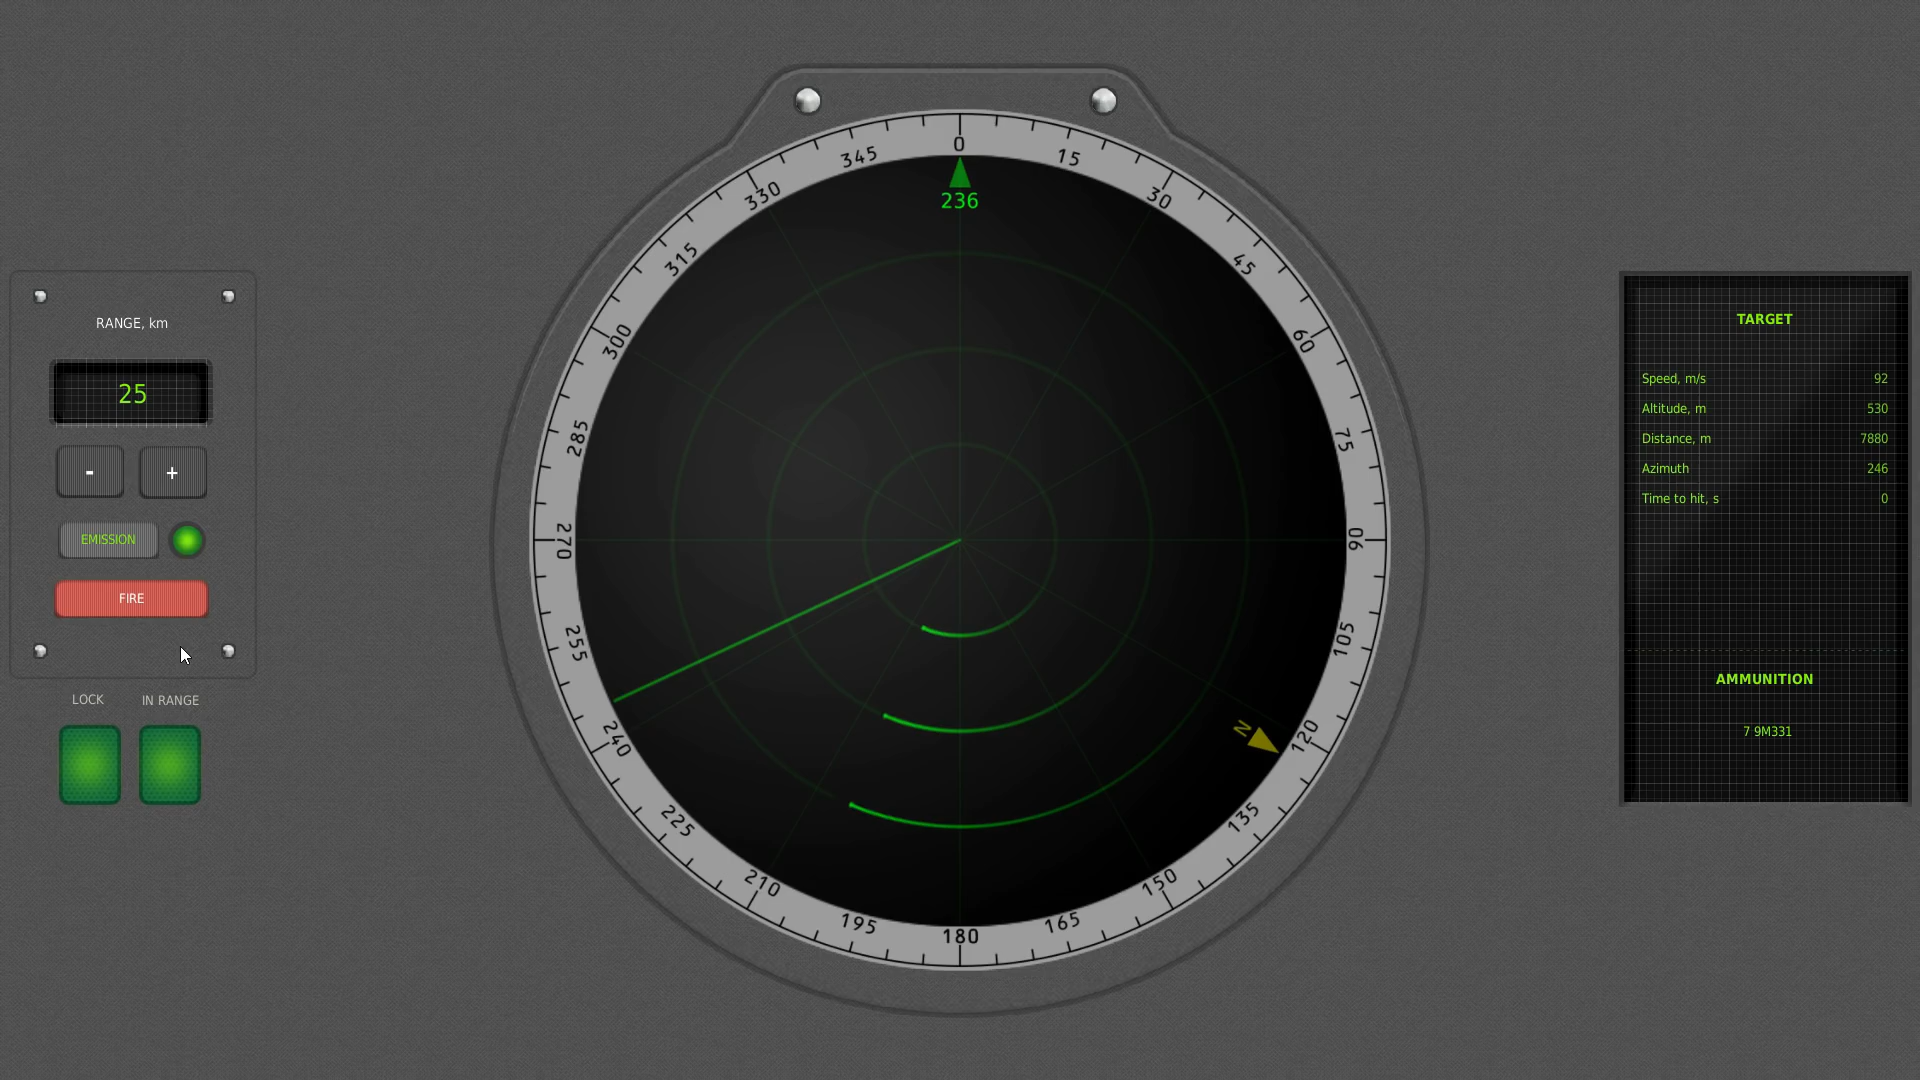 RANGE, km
25
-
+
EMISSION
FIRE
LOCK IN RANGE
0
15
30
45
60
75
90
105
120
135
150
165
180
195
210
225
240
255
270
285
300
315
330
345
236
N
TARGET
Speed, m/s 92
Altitude, m 530
Distance, m 7880
Azimuth 246
Time to hit, s 0
AMMUNITION
7 9M331